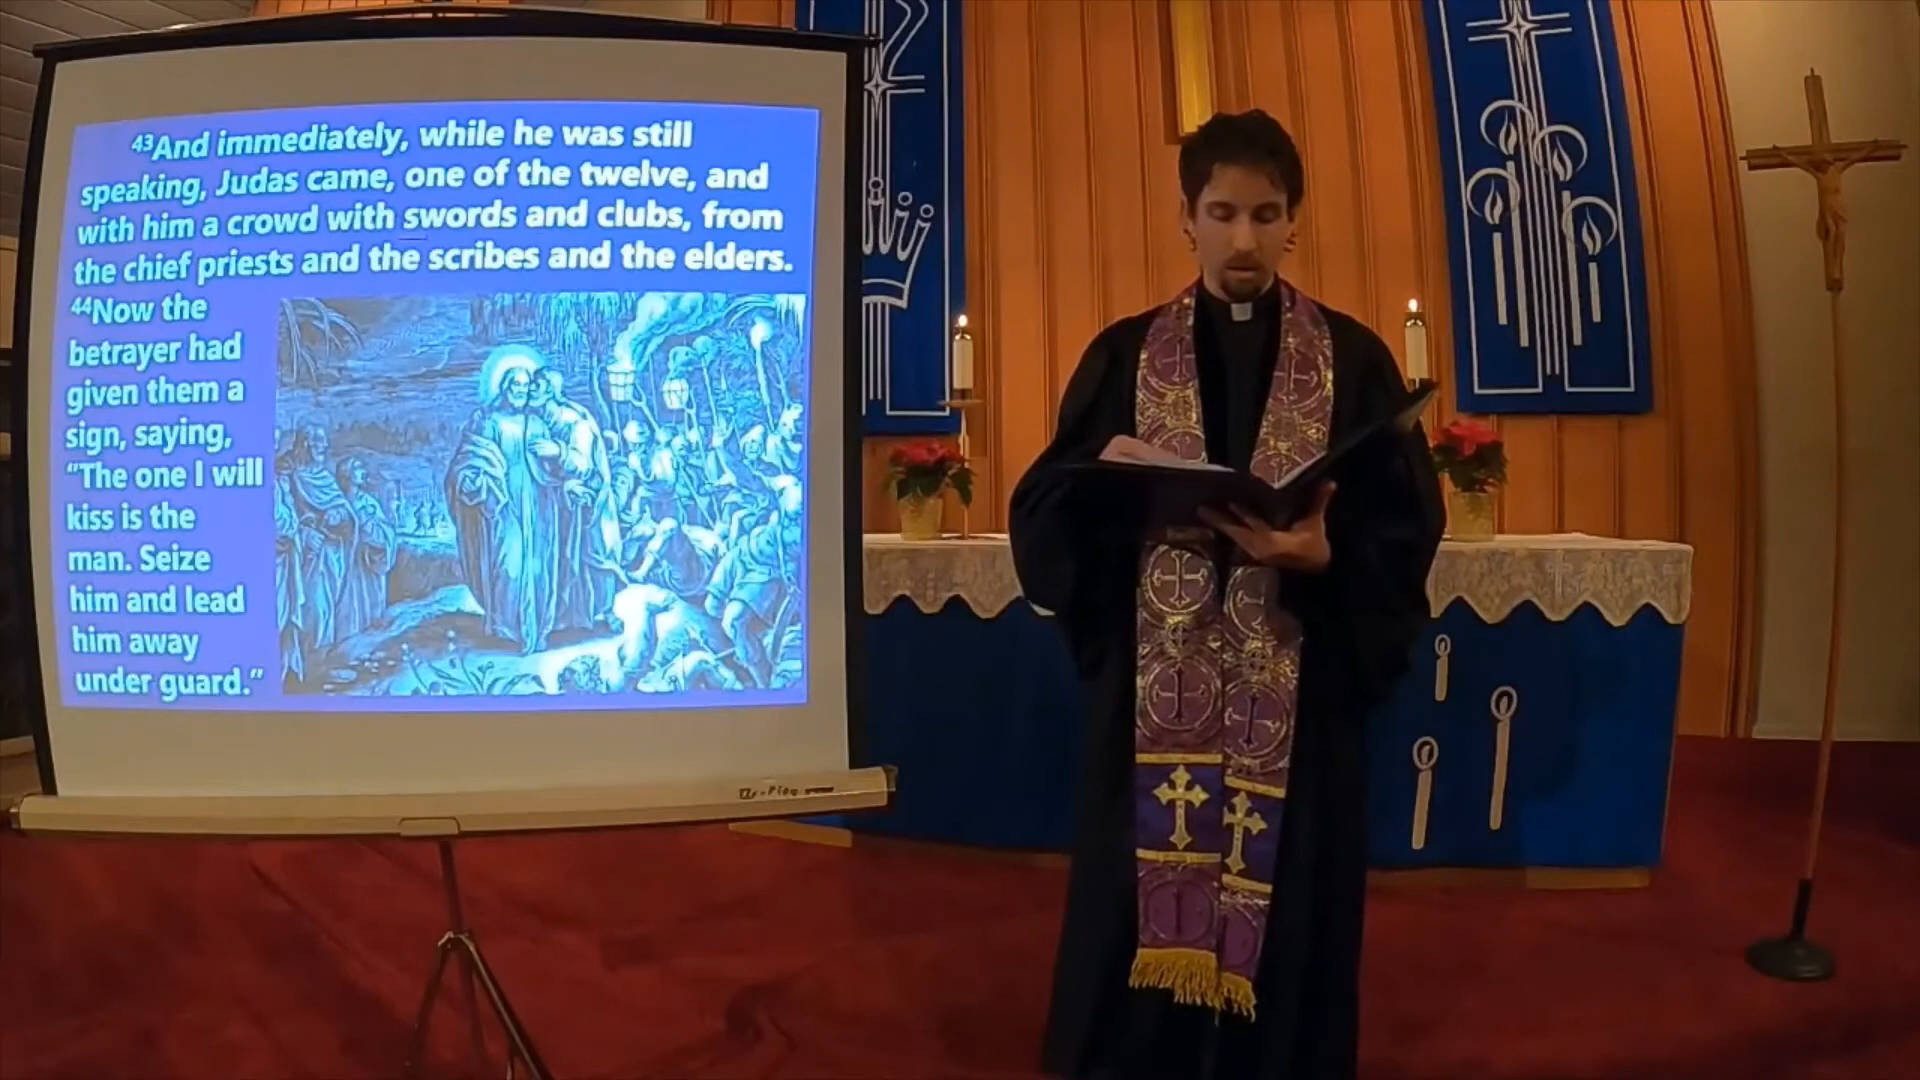 43And immediately, while he was still
speaking, Judas came, one of the twelve, and
with him a crowd with swords and clubs, from
the chief priests and the scribes and the elders.
44Now the
betrayer had
given them a
sign, saying,
“The one I will
kiss is the
man. Seize
him and lead
him away
under guard.”